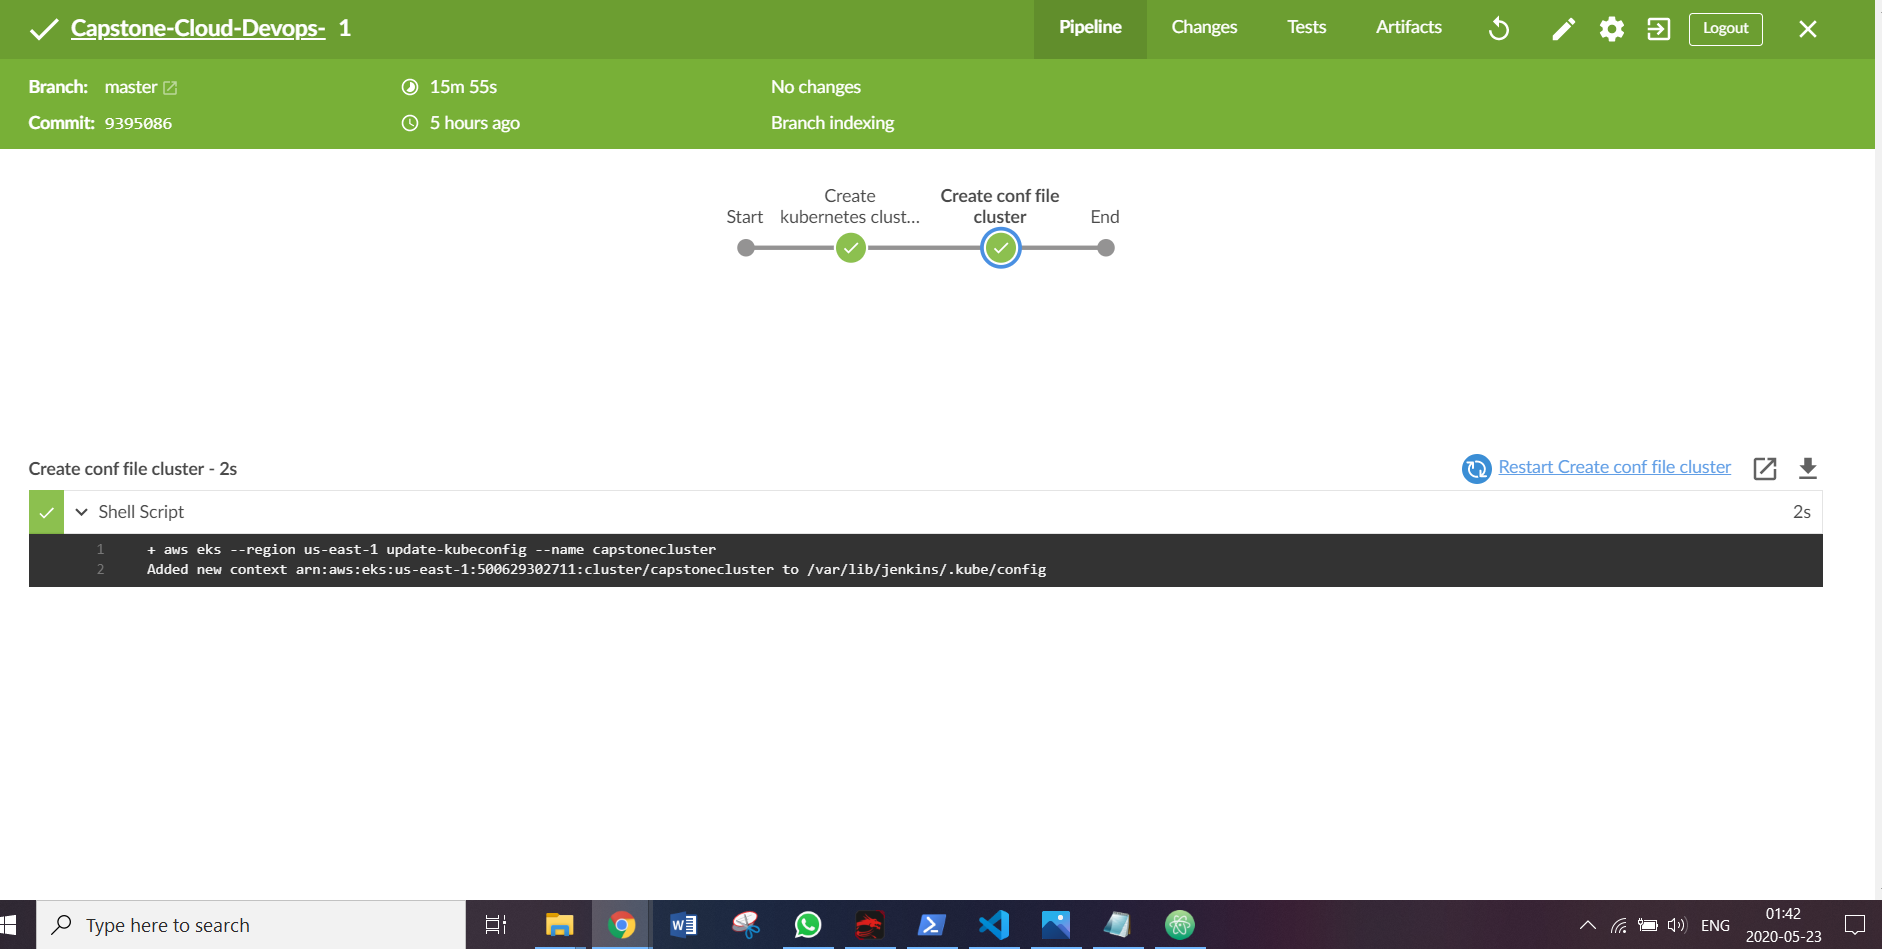 Capstone-Cloud-Devops- 1
Pipeline Changes Tests Artifacts Logout
Branch: master 15m 55s No changes
Commit: 9395086 5 hours ago Branch indexing
Start
Create
kubernetes clust...
Create conf file
cluster
End
Create conf file cluster - 2s
Restart Create conf file cluster
Shell Script 2s
1 + aws eks --region us-east-1 update-kubeconfig --name capstonecluster
2 Added new context arn:aws:eks:us-east-1:500629302711:cluster/capstonecluster to /var/lib/jenkins/.kube/config
Type here to search
ENG
01:42
2020-05-23